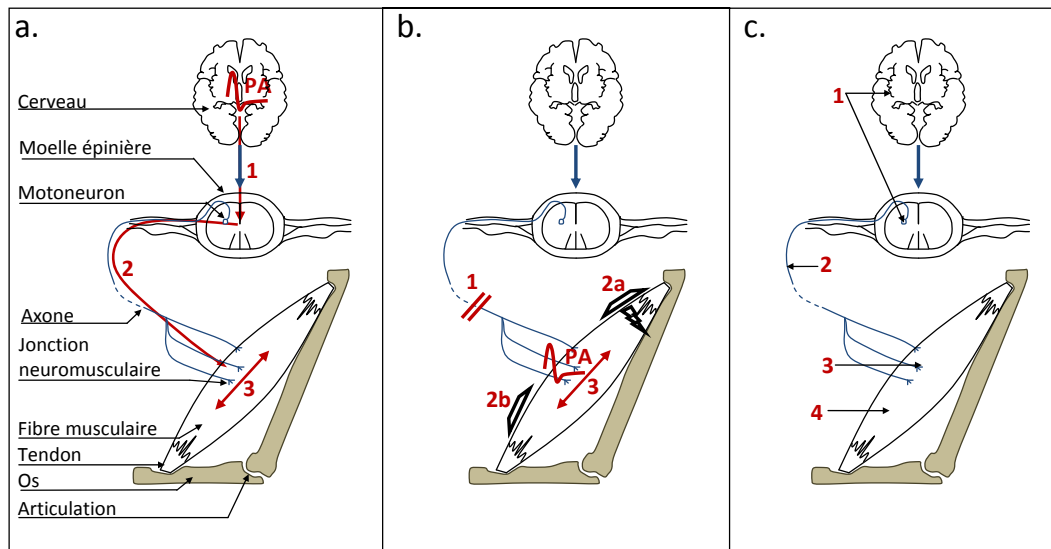 a.
PA
Cerveau
Moelle épinière
1
Motoneuron
2
Axone
Jonction
neuromusculaire
3
Fibre musculaire
Tendon
Os
Articulation
b.
1
2a
PA
3
2b
c.
1
2
3
4